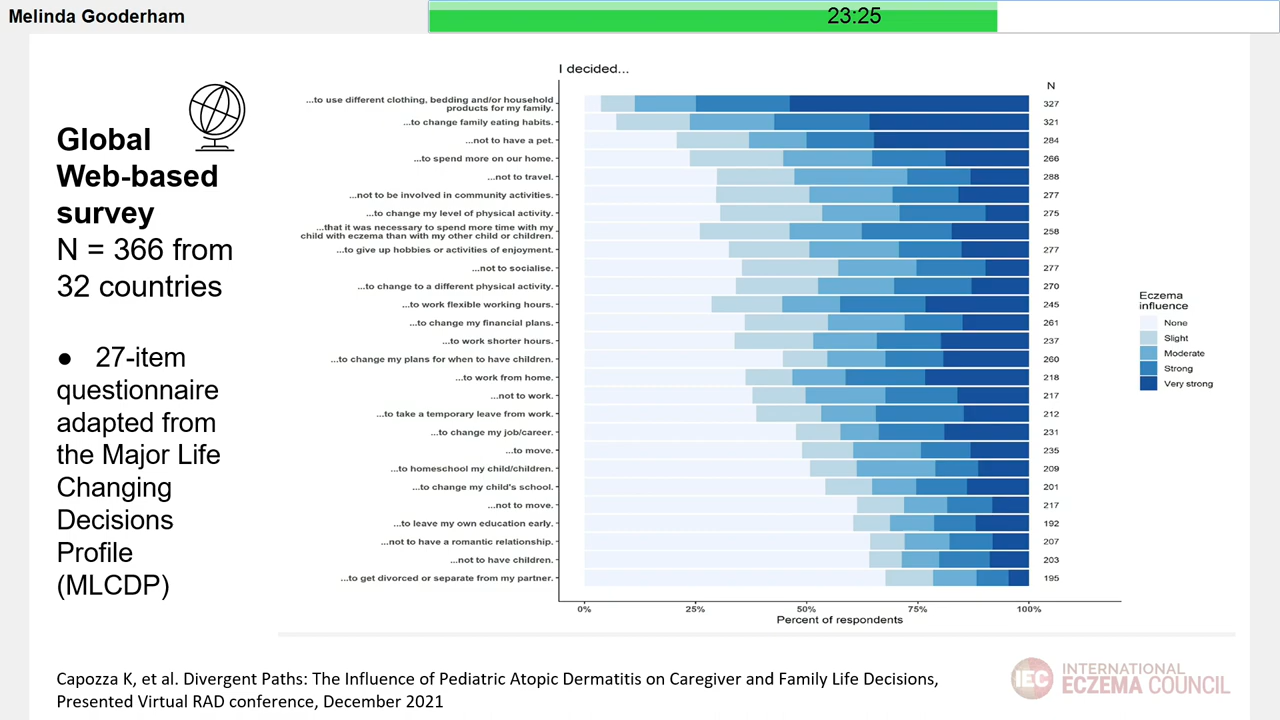 Melinda Gooderham
23:25
Global
Web-based
survey
N = 366 from
32 countries
● 27-item
questionnaire
adapted from
the Major Life
Changing
Decisions
Profile
(MLCDP)
I decided...
N
...to use different clothing, bedding and/or household
products for my family.
327
...to change family eating habits.
321
...not to have a pet.
284
...to spend more on our home.
266
...not to travel.
288
...not to be involved in community activities.
277
...to change my level of physical activity.
275
...that it was necessary to spend more time with my
child with eczema than with my other child or children.
258
...to give up hobbies or activities of enjoyment.
277
...not to socialise.
277
...to change to a different physical activity.
270
...to work flexible working hours.
245
...to change my financial plans.
261
...to work shorter hours.
237
...to change my plans for when to have children.
260
...to work from home.
218
...not to work.
217
...to take a temporary leave from work.
212
...to change my job/career.
231
...to move.
235
...to homeschool my child/children.
209
...to change my child's school.
201
...not to move.
217
...to leave my own education early.
192
...not to have a romantic relationship.
207
...not to have children.
203
...to get divorced or separate from my partner.
195
0% 25% 50% 75% 100%
Percent of respondents
Eczema
influence
None
Slight
Moderate
Strong
Very strong
Capozza K, et al. Divergent Paths: The Influence of Pediatric Atopic Dermatitis on Caregiver and Family Life Decisions,
Presented Virtual RAD conference, December 2021
IEC
INTERNATIONAL
ECZEMA COUNCIL